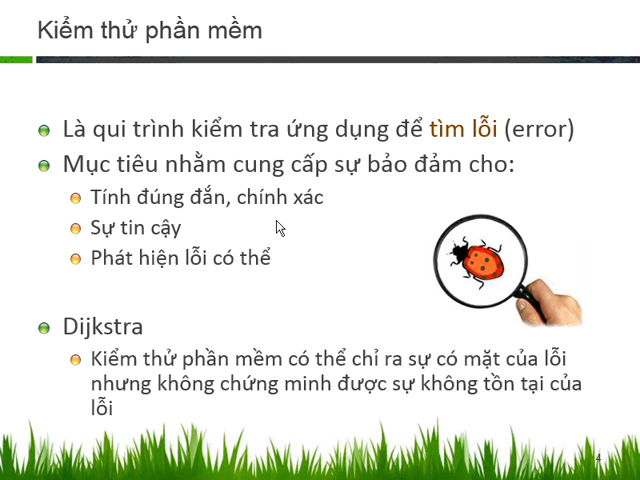 Kiểm thử phần mềm
Là qui trình kiểm tra ứng dụng để tìm lỗi (error)
Mục tiêu nhằm cung cấp sự bảo đảm cho:
Tính đúng đắn, chính xác
Sự tin cậy
Phát hiện lỗi có thể
Dijkstra
Kiểm thử phần mềm có thể chỉ ra sự có mặt của lỗi
nhưng không chứng minh được sự không tồn tại của
lỗi
4